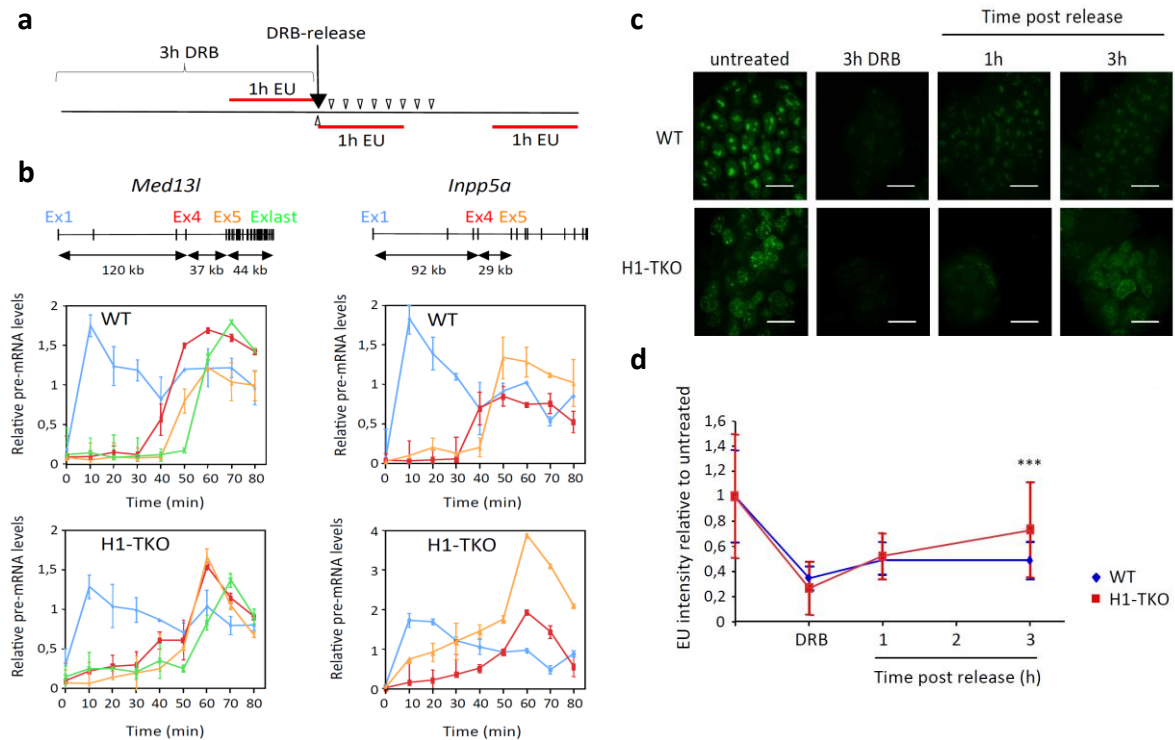 a
DRB-release
3h DRB
1h EU
1h EU
1h EU
b
Med13l
Ex1
Ex4
Ex5
Exlast
120 kb
37 kb
44 kb
Inpp5a
Ex1
Ex4
Ex5
92 kb
29 kb
Relative pre-mRNA levels
2
1,5
1
0,5
0
WT
0 10 20 30 40 50 60 70 80
Time (min)
Relative pre-mRNA levels
2
1,5
1
0,5
0
WT
0 10 20 30 40 50 60 70 80
Time (min)
Relative pre-mRNA levels
2
1,5
1
0,5
0
H1-TKO
0 10 20 30 40 50 60 70 80
Time (min)
Relative pre-mRNA levels
4
3
2
1
0
H1-TKO
0 10 20 30 40 50 60 70 80
Time (min)
c
Time post release
untreated
3h DRB
1h
3h
WT
H1-TKO
d
EU intensity relative to untreated
1,6
1,4
1,2
1
0,8
0,6
0,4
0,2
0
***
WT
H1-TKO
DRB
1
2
3
Time post release (h)